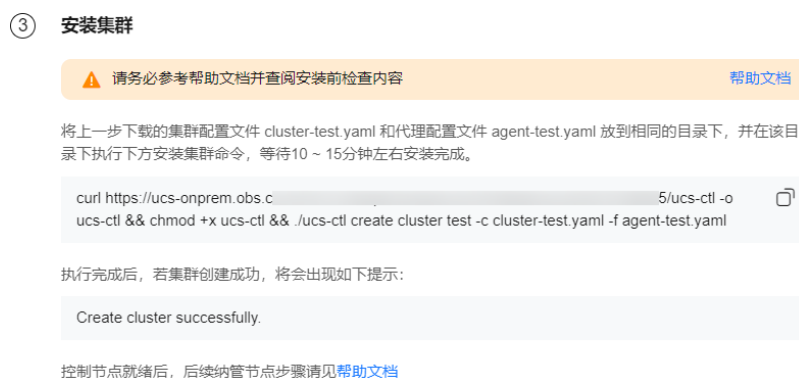 ③ 安装集群
请务必参考帮助文档并查阅安装前检查内容 帮助文档
将上一步下载的集群配置文件 cluster-test.yaml 和代理配置文件 agent-test.yaml 放到相同的目录下，并在该目
录下执行下方安装集群命令，等待10 ~ 15分钟左右安装完成。
curl https://ucs-onprem.obs.c 5/ucs-ctl -o
ucs-ctl && chmod +x ucs-ctl && ./ucs-ctl create cluster test -c cluster-test.yaml -f agent-test.yaml
执行完成后，若集群创建成功，将会出现如下提示：
Create cluster successfully.
控制节点就绪后，后续纳管节点步骤请见帮助文档